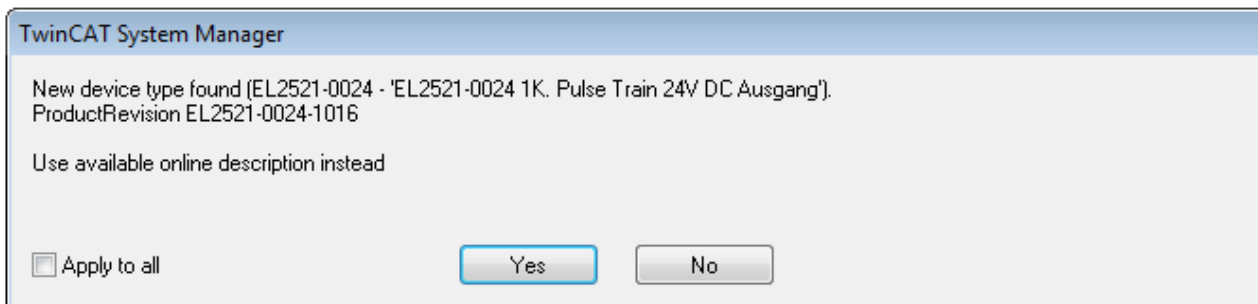 TwinCAT System Manager
New device type found (EL2521-0024 - 'EL2521-0024 1K. Pulse Train 24V DC Ausgang').
ProductRevision EL2521-0024-1016
Use available online description instead
Apply to all
Yes
No